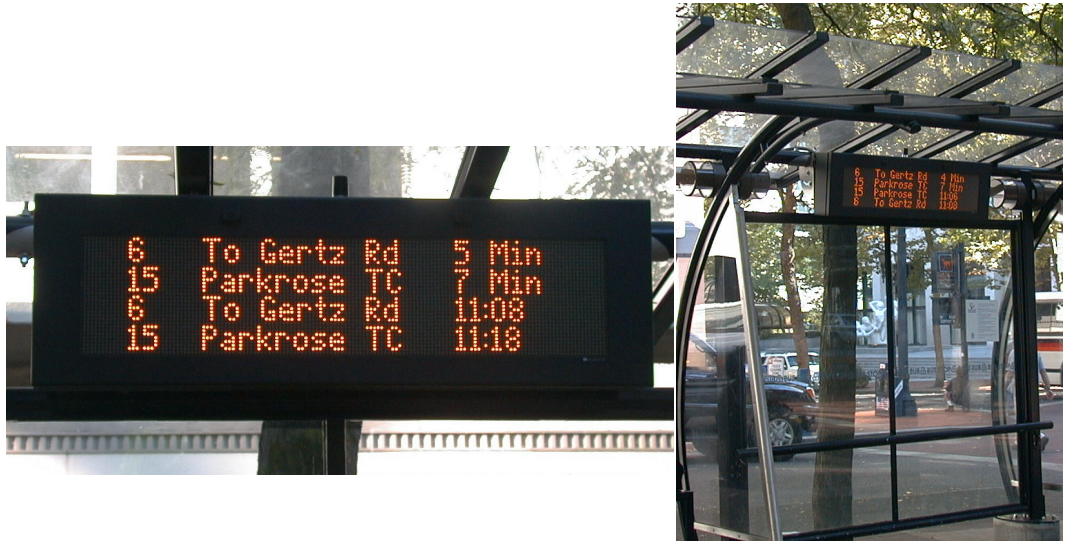 6 To Gertz Rd 5 Min
15 Parkrose TC 7 Min
6 To Gertz Rd 11:08
15 Parkrose TC 11:18
6 To Gertz Rd 4 Min
15 Parkrose TC 7 Min
15 Parkrose TC 11:06
6 To Gertz Rd 11:08